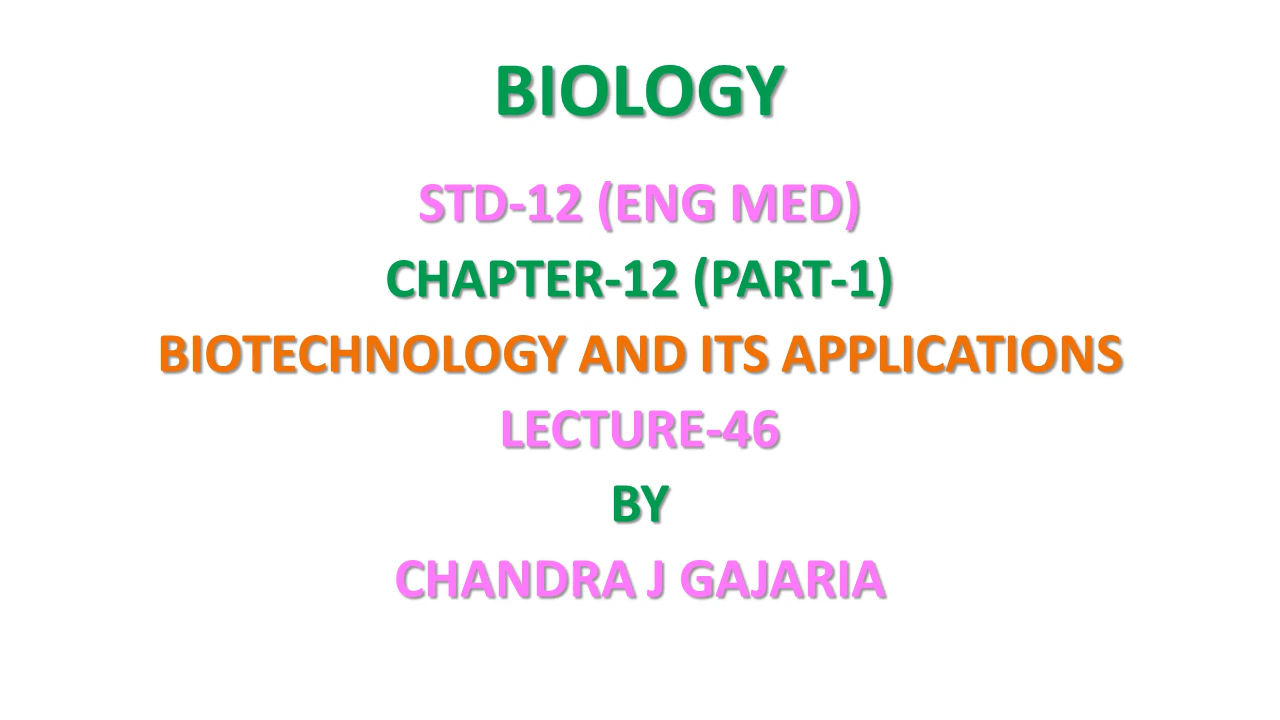 BIOLOGY
STD-12 (ENG MED)
CHAPTER-12 (PART-1)
BIOTECHNOLOGY AND ITS APPLICATIONS
LECTURE-46
BY
CHANDRA J GAJARIA